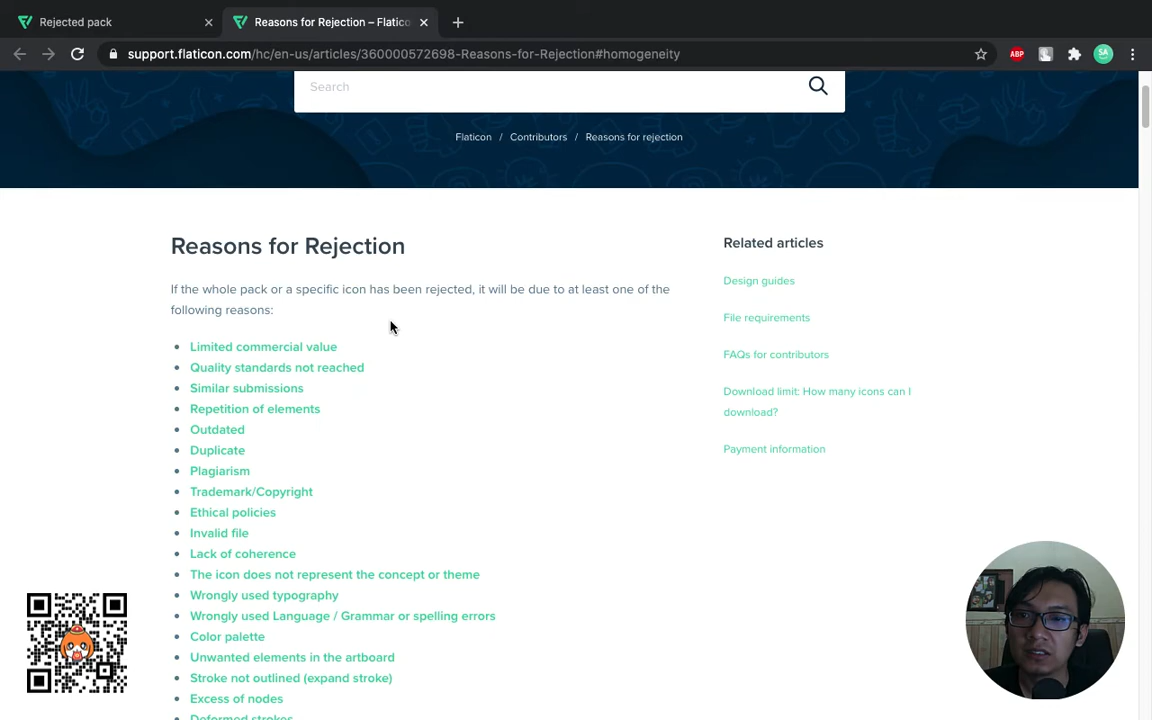 Rejected pack
Reasons for Rejection – Flatico
support.flaticon.com/hc/en-us/articles/360000572698-Reasons-for-Rejection#homogeneity
ABP
SA
Search
Flaticon / Contributors / Reasons for rejection
Reasons for Rejection
If the whole pack or a specific icon has been rejected, it will be due to at least one of the
following reasons:
Limited commercial value
Quality standards not reached
Similar submissions
Repetition of elements
Outdated
Duplicate
Plagiarism
Trademark/Copyright
Ethical policies
Invalid file
Lack of coherence
The icon does not represent the concept or theme
Wrongly used typography
Wrongly used Language / Grammar or spelling errors
Color palette
Unwanted elements in the artboard
Stroke not outlined (expand stroke)
Excess of nodes
Deformed strokes
Related articles
Design guides
File requirements
FAQs for contributors
Download limit: How many icons can I
download?
Payment information